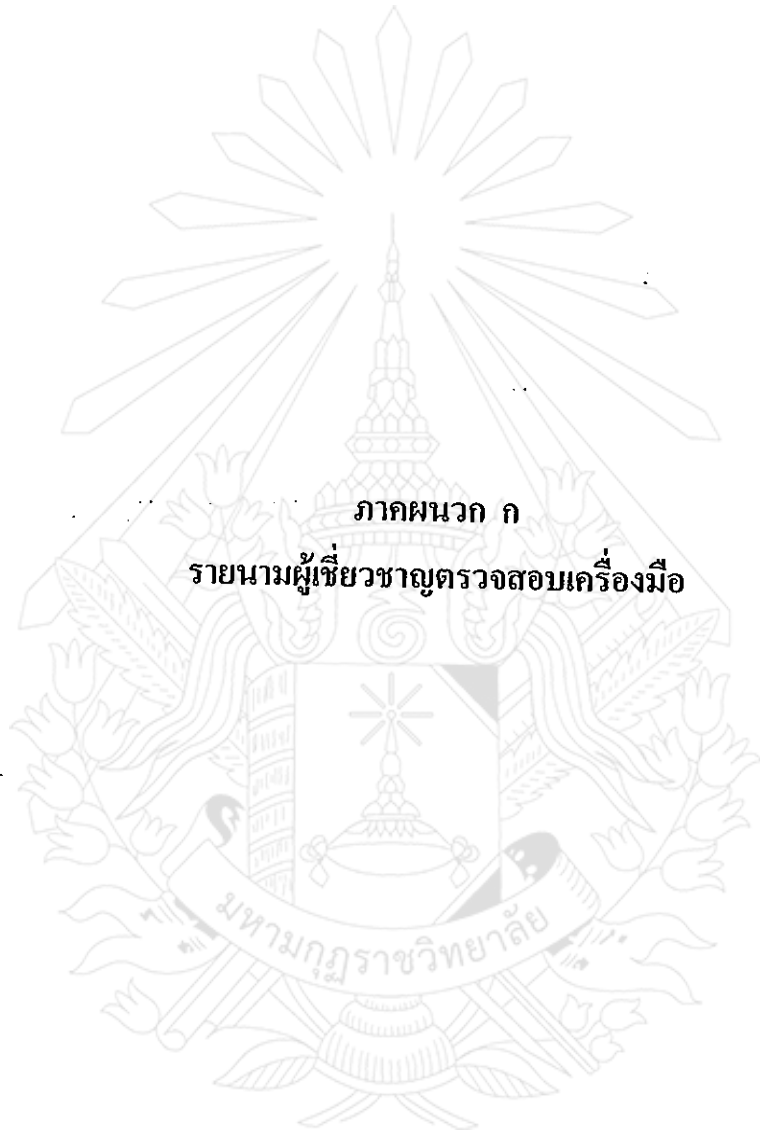 ภาคผนวก ก
รายนามผู้เชี่ยวชาญตรวจสอบเครื่องมือ
มหามกุฏราชวิทยาลัย